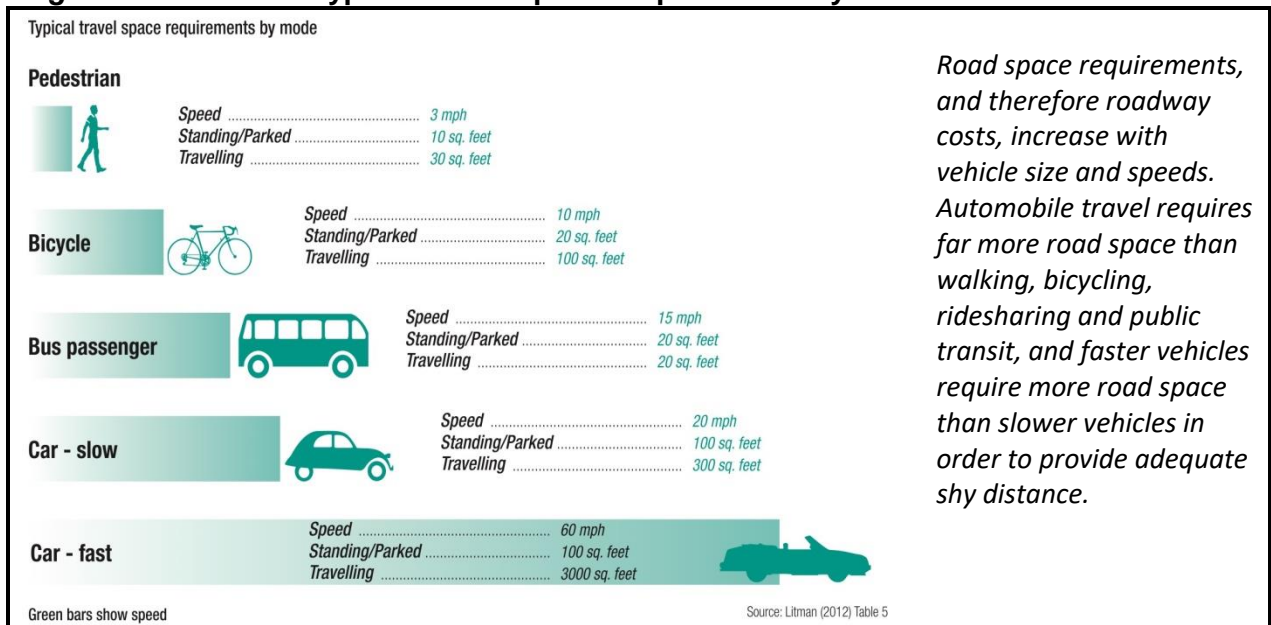 Typical travel space requirements by mode
Pedestrian
Speed ................................................ 3 mph
Standing/Parked ............................... 10 sq. feet
Travelling .......................................... 30 sq. feet
Bicycle
Speed ................................................ 10 mph
Standing/Parked ............................... 20 sq. feet
Travelling .......................................... 100 sq. feet
Bus passenger
Speed ................................................ 15 mph
Standing/Parked ............................... 20 sq. feet
Travelling .......................................... 20 sq. feet
Car - slow
Speed ................................................ 20 mph
Standing/Parked ............................... 100 sq. feet
Travelling .......................................... 300 sq. feet
Car - fast
Speed ................................................ 60 mph
Standing/Parked ............................... 100 sq. feet
Travelling .......................................... 3000 sq. feet
Green bars show speed
Source: Litman (2012) Table 5
Road space requirements,
and therefore roadway
costs, increase with
vehicle size and speeds.
Automobile travel requires
far more road space than
walking, bicycling,
ridesharing and public
transit, and faster vehicles
require more road space
than slower vehicles in
order to provide adequate
shy distance.